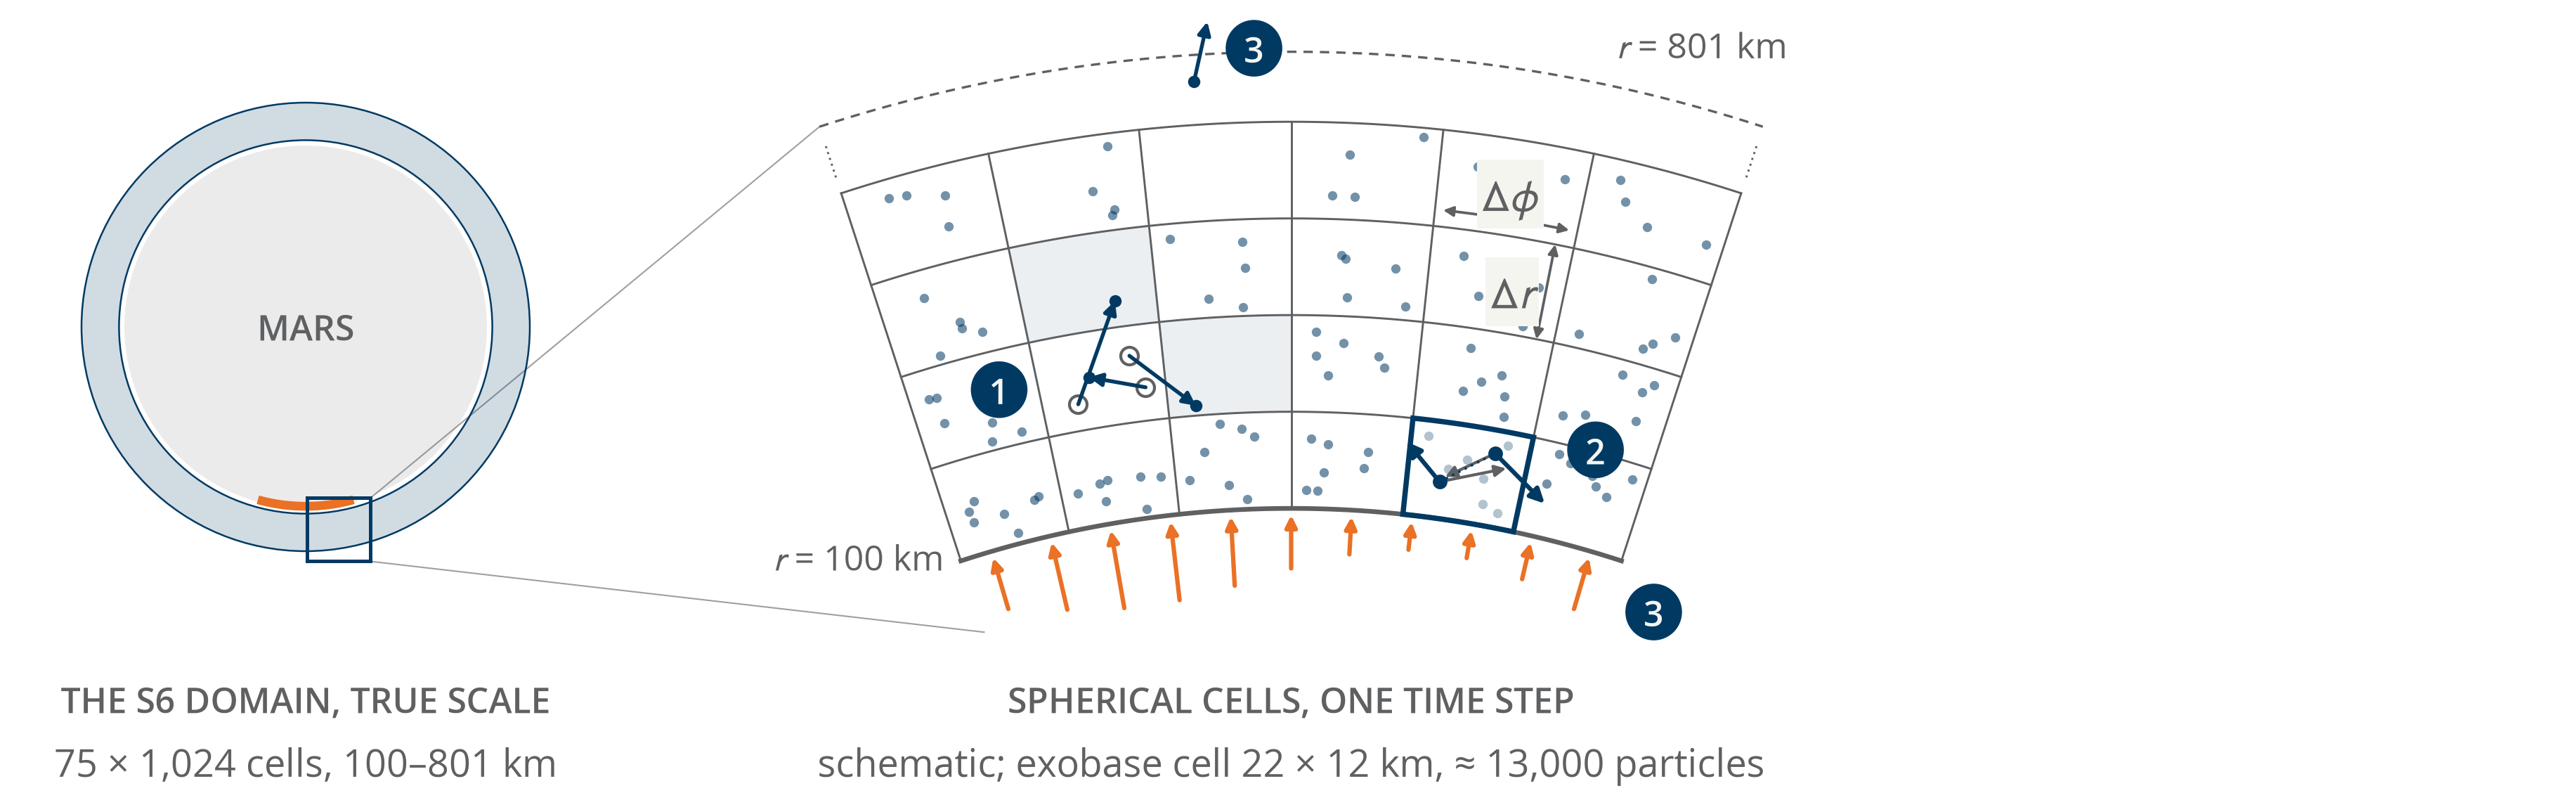 3
r = 801 km
Δϕ
Δr
MARS
1
2
r = 100 km
3
THE S6 DOMAIN, TRUE SCALE
75 × 1,024 cells, 100–801 km
SPHERICAL CELLS, ONE TIME STEP
schematic; exobase cell 22 × 12 km, ≈ 13,000 particles